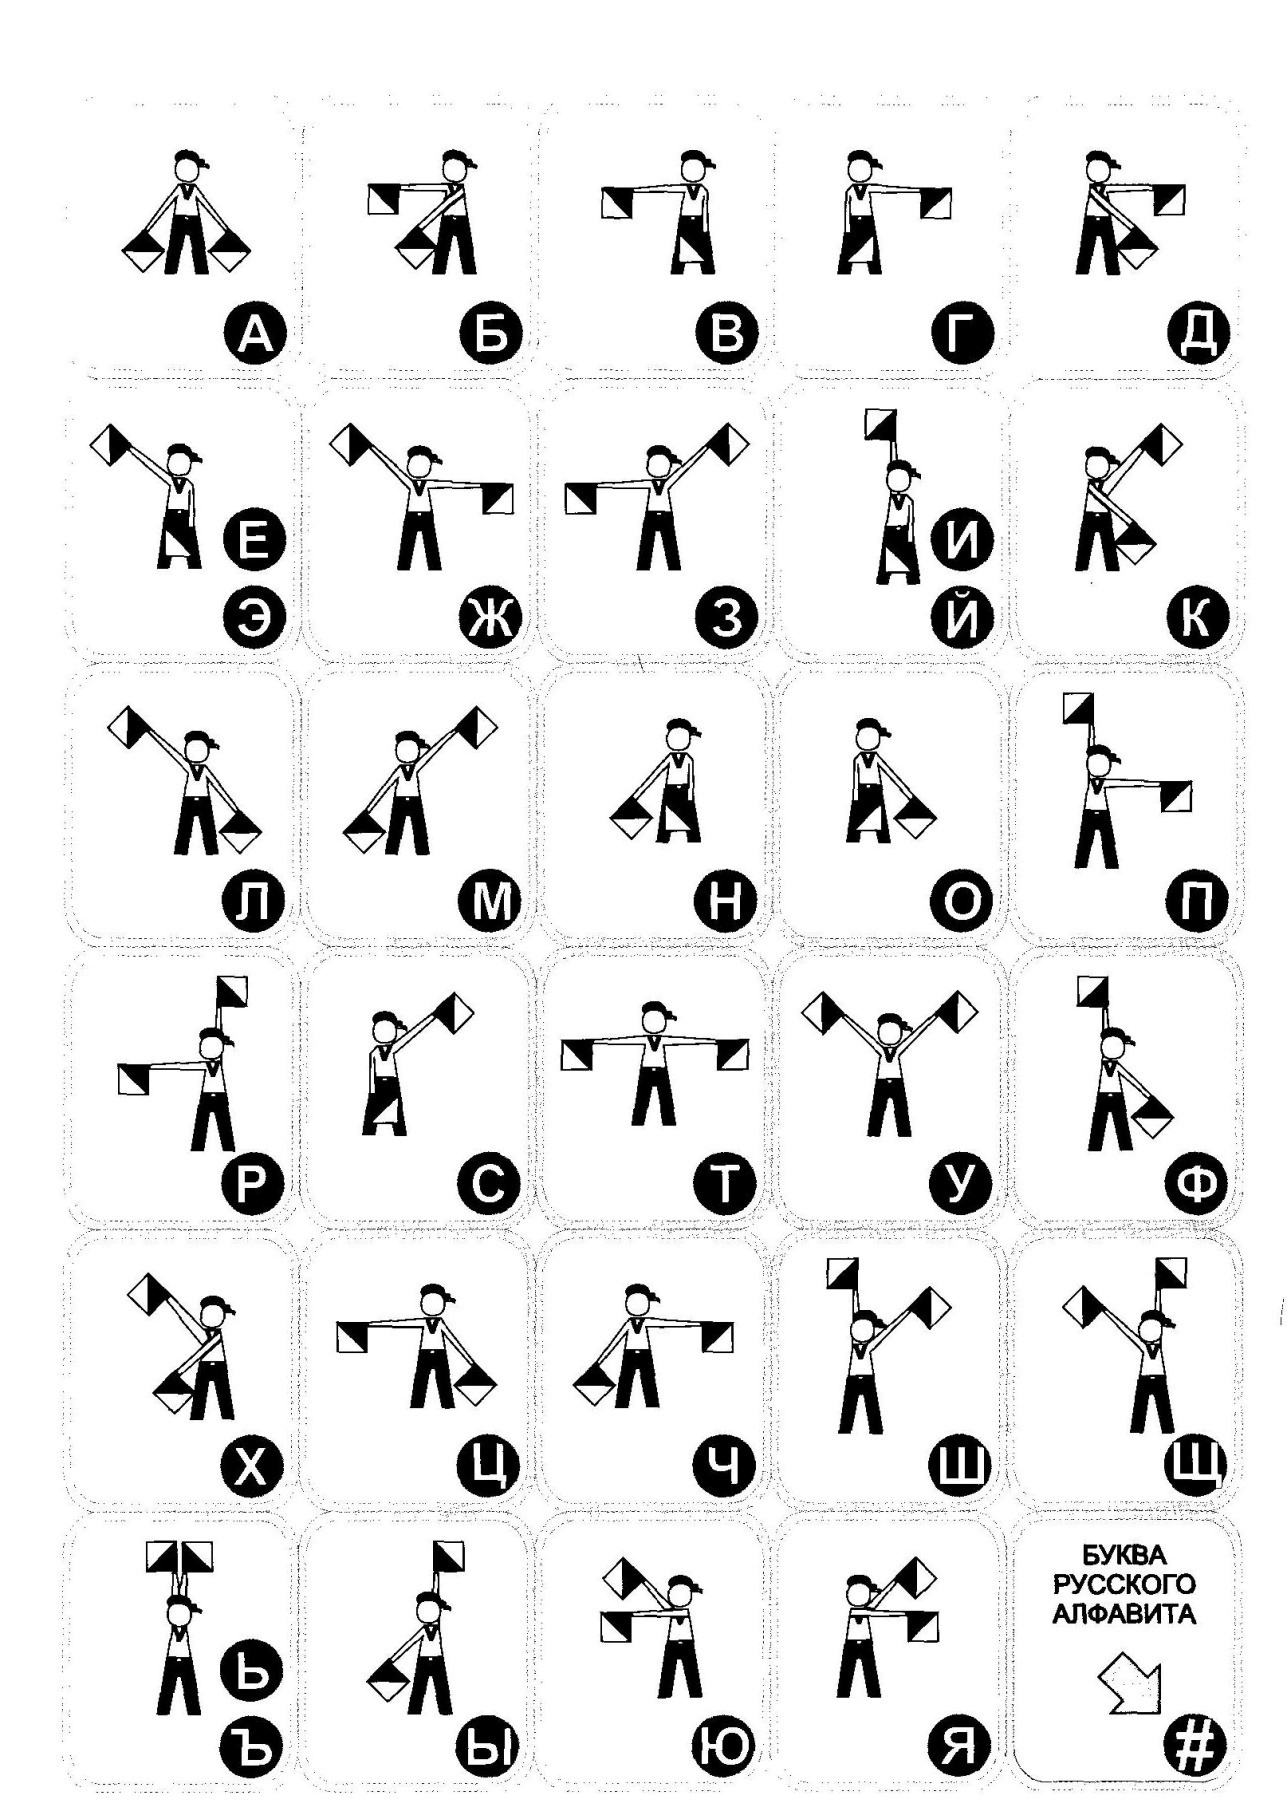 А
Б
В
Г
Д
Е
Э
Ж
З
И
Й
К
Л
М
Н
О
П
Р
С
Т
У
Ф
Х
Ц
Ч
Ш
Щ
Ь
Ъ
Ы
Ю
Я
БУКВА
РУССКОГО
АЛФАВИТА
#